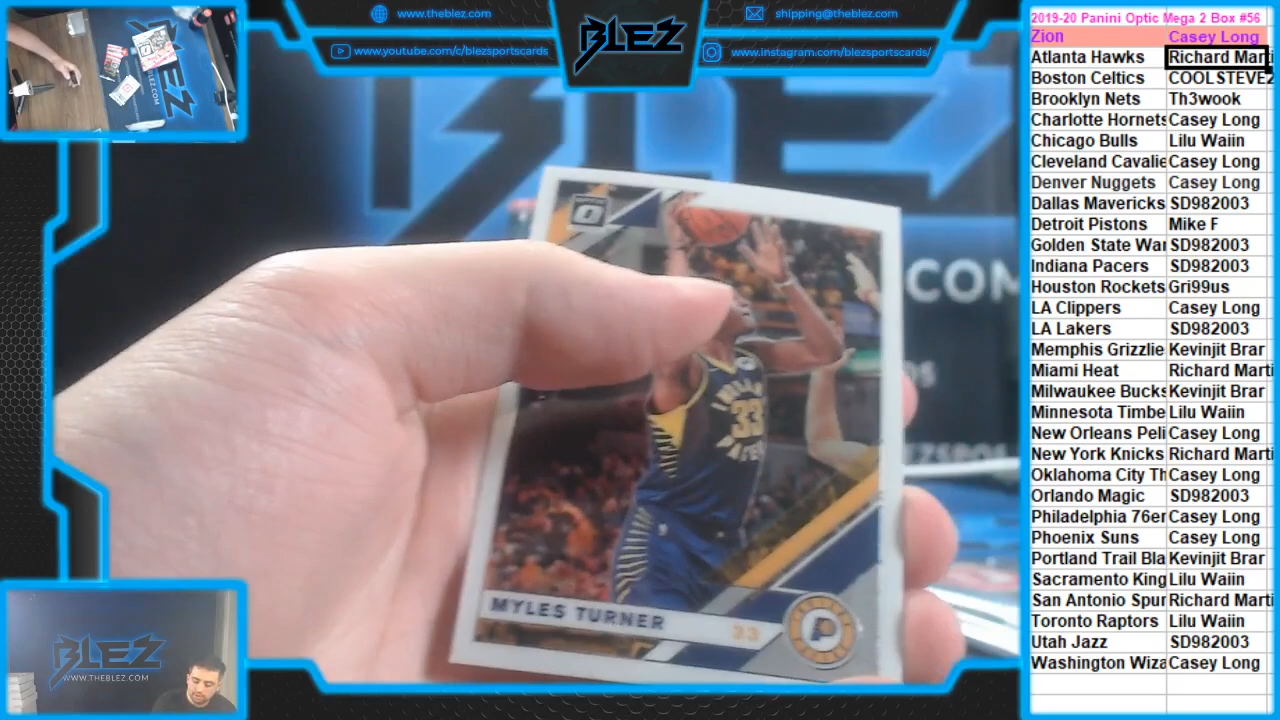 www.theblez.com
www.youtube.com/c/blezsportscards
BLEZ
shipping@theblez.com
www.instagram.com/blezsportscards/
MYLES TURNER
33
INDIANA
33
BLEZ
WWW.THEBLEZ.COM
2019-20 Panini Optic Mega 2 Box #56
Zion Casey Long
Atlanta Hawks Richard Marti
Boston Celtics COOLSTEVEZ
Brooklyn Nets Th3wook
Charlotte Hornets Casey Long
Chicago Bulls Lilu Waiin
Cleveland Cavalie Casey Long
Denver Nuggets Casey Long
Dallas Mavericks SD982003
Detroit Pistons Mike F
Golden State War SD982003
Indiana Pacers SD982003
Houston Rockets Gri99us
LA Clippers Casey Long
LA Lakers SD982003
Memphis Grizzlie Kevinjit Brar
Miami Heat Richard Marti
Milwaukee Bucks Kevinjit Brar
Minnesota Timbe Lilu Waiin
New Orleans Peli Casey Long
New York Knicks Richard Marti
Oklahoma City Th Casey Long
Orlando Magic SD982003
Philadelphia 76er Casey Long
Phoenix Suns Casey Long
Portland Trail Bla Kevinjit Brar
Sacramento King Lilu Waiin
San Antonio Spur Richard Marti
Toronto Raptors Lilu Waiin
Utah Jazz SD982003
Washington Wiza Casey Long